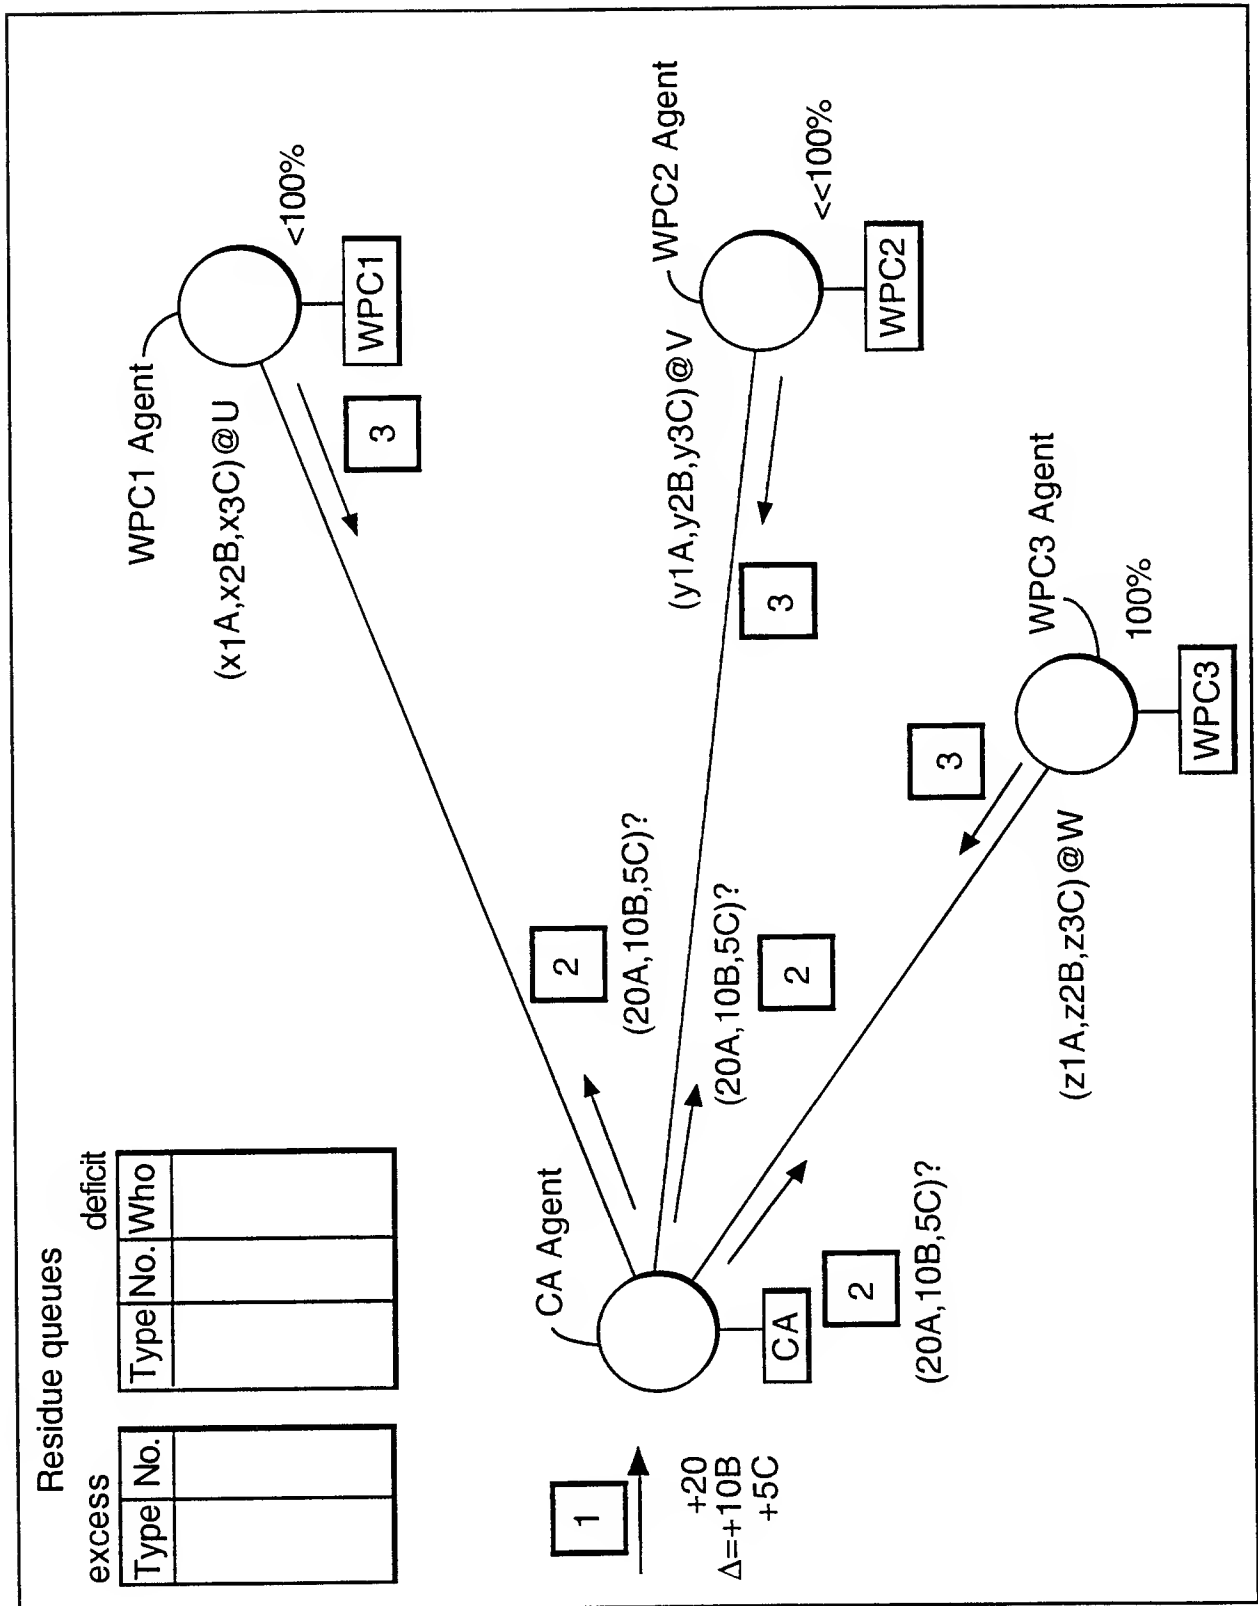 Residue queues
excess
deficit
Type No.
Type No. Who
WPC1 Agent
<100%
(x1A,x2B,x3C)@U
WPC1
3
2
(20A,10B,5C)?
1
+20
Δ=+10B
+5C
CA Agent
CA
2
(20A,10B,5C)?
(20A,10B,5C)?
2
WPC2 Agent
<<100%
(y1A,y2B,y3C)@V
WPC2
3
WPC3 Agent
100%
3
(z1A,z2B,z3C)@W
WPC3